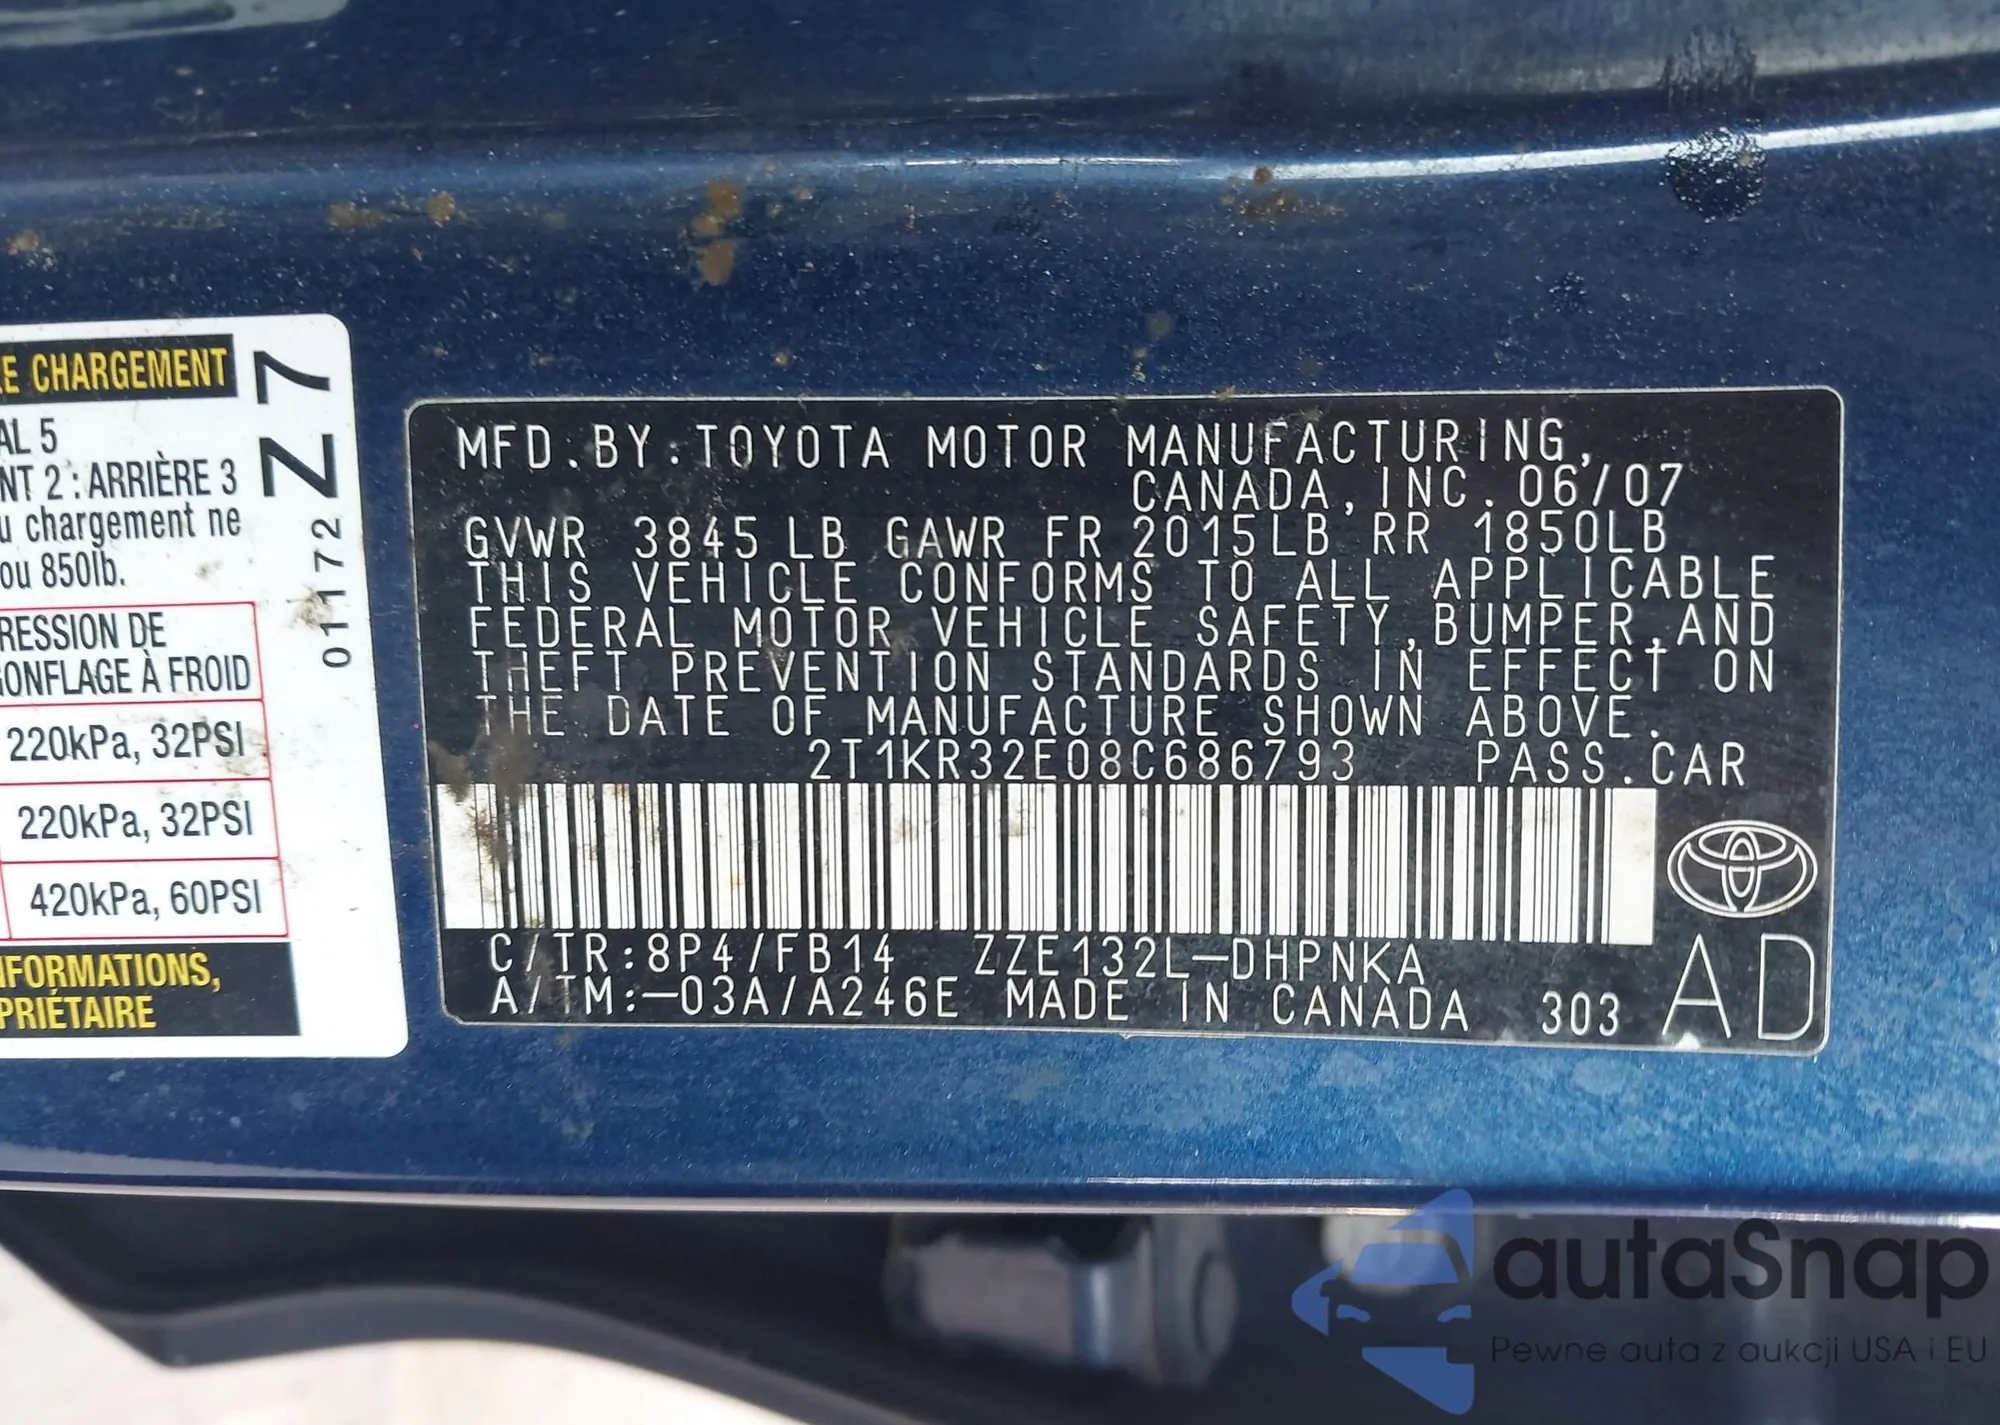 E CHARGEMENT
AL 5
NT 2 : ARRIÈRE 3
u chargement ne
ou 850lb.
RESSION DE
GONFLAGE À FROID
220kPa, 32PSI
220kPa, 32PSI
420kPa, 60PSI
NFORMATIONS,
PRIÉTAIRE
Z7
01172
MFD.BY:TOYOTA MOTOR MANUFACTURING,
CANADA, INC. 06/07
GVWR 3845 LB GAWR FR 2015LB RR 1850LB
THIS VEHICLE CONFORMS TO ALL APPLICABLE
FEDERAL MOTOR VEHICLE SAFETY,BUMPER,AND
THEFT PREVENTION STANDARDS IN EFFECT ON
THE DATE OF MANUFACTURE SHOWN ABOVE.
2T1KR32E08C686793 PASS.CAR
C/TR:8P4/FB14 ZZE132L-DHPNKA
A/TM:-03A/A246E MADE IN CANADA 303
AD
autaSnap
Pewne auta z aukcji USA i EU